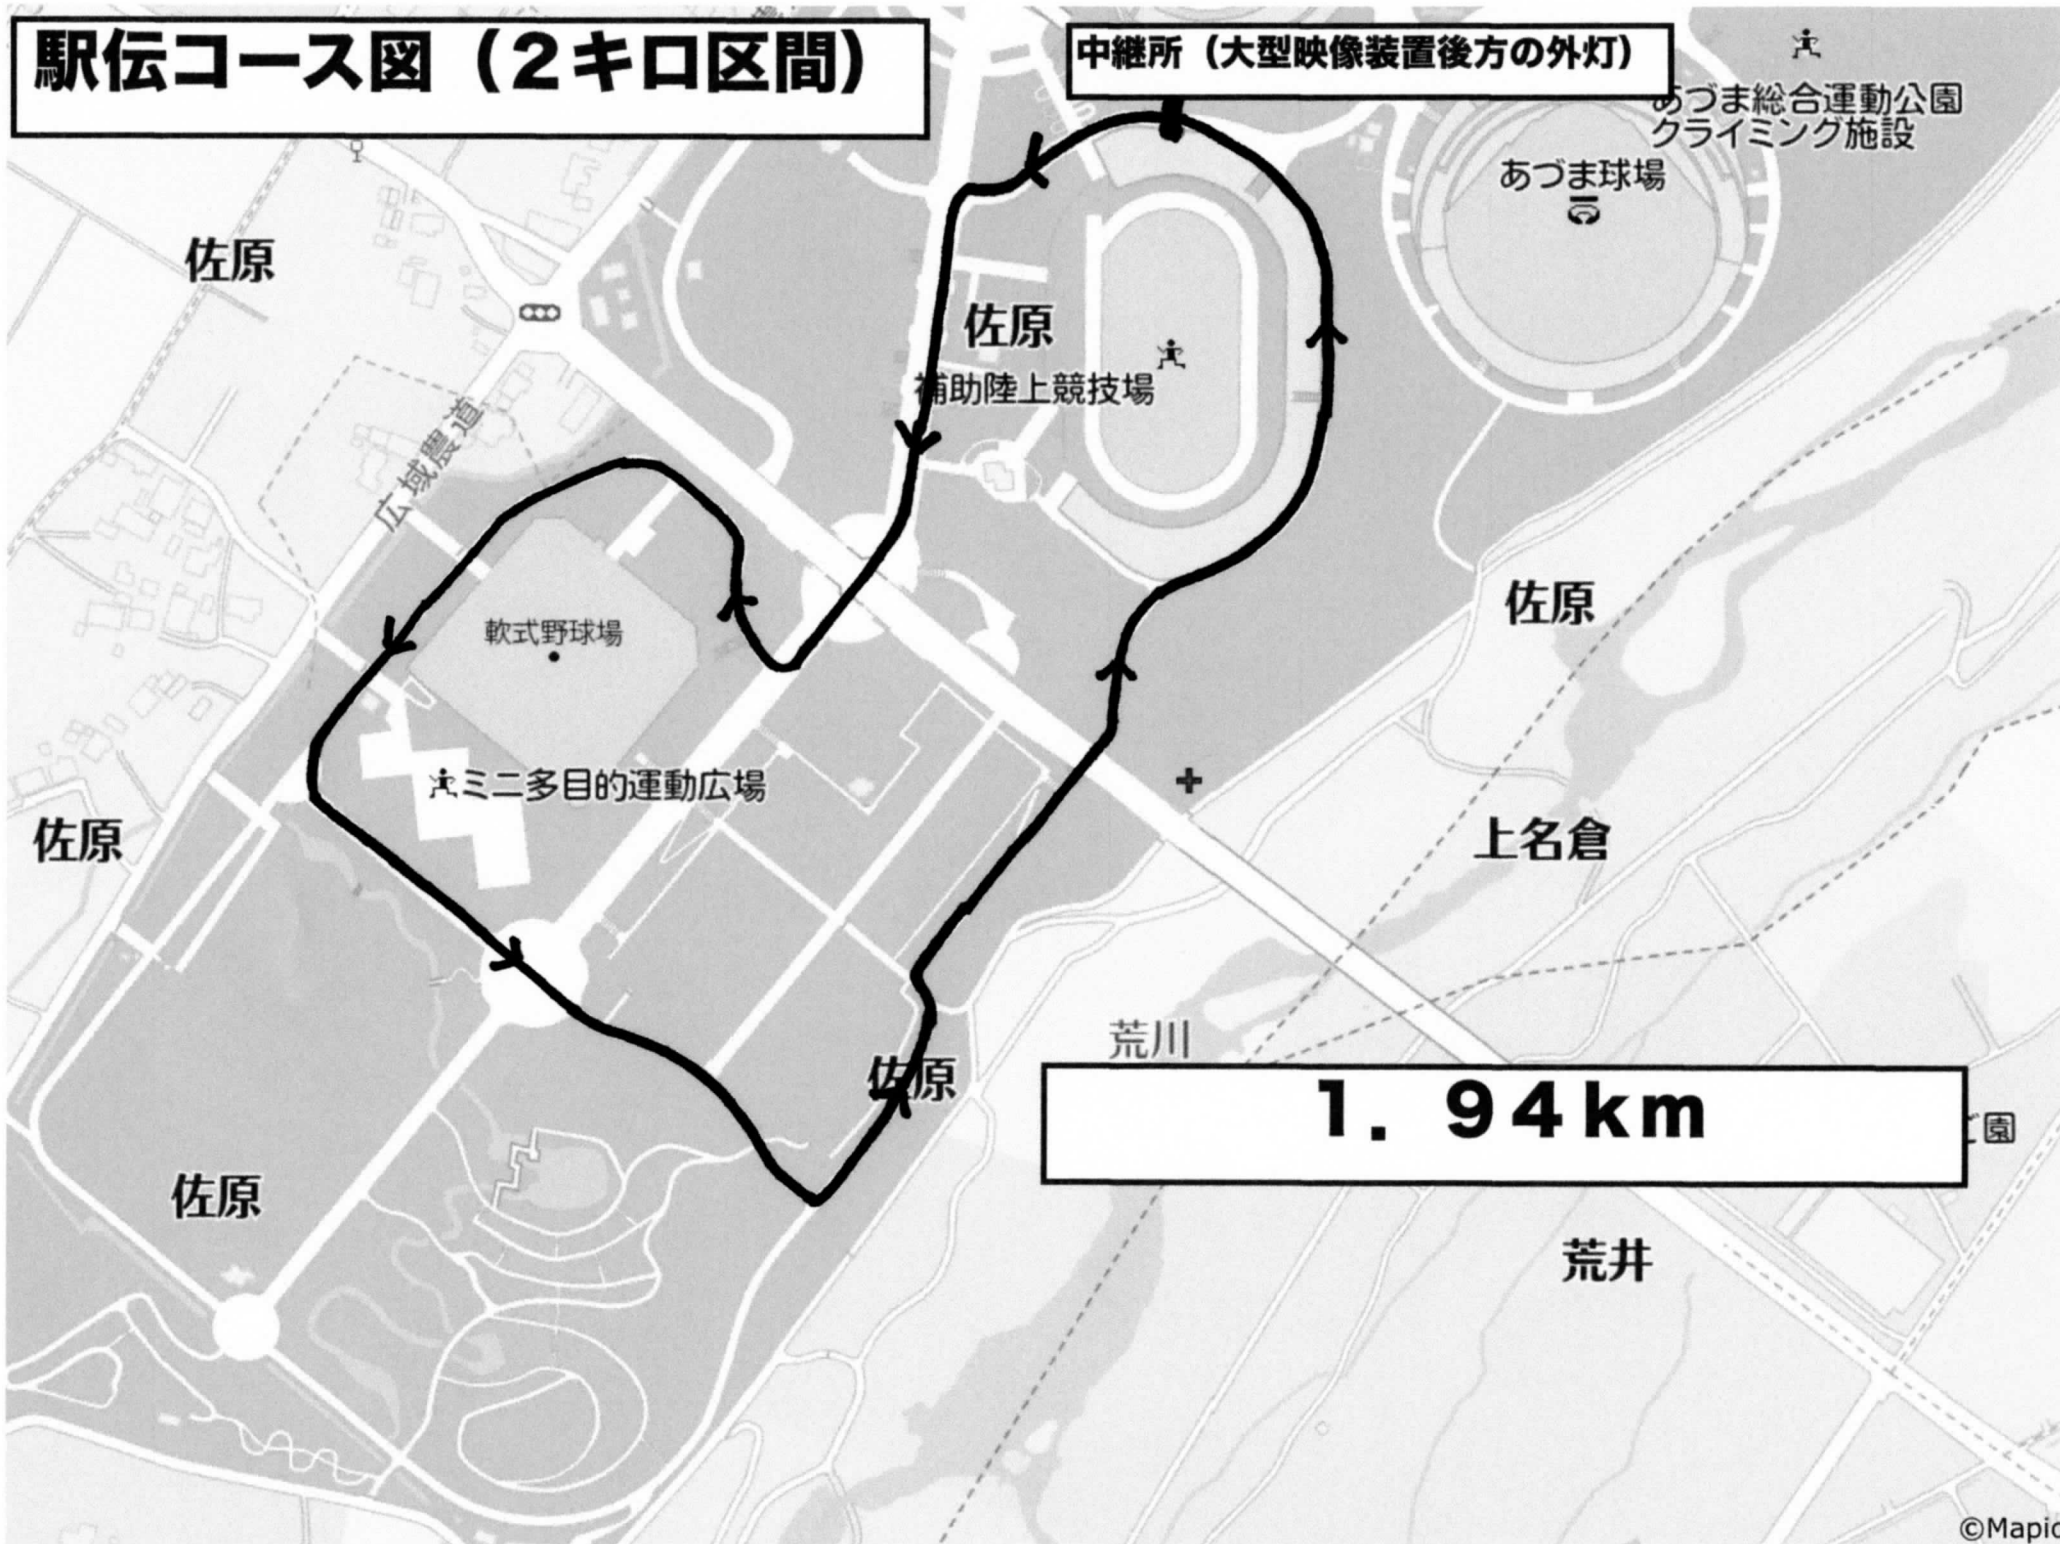 駅伝コース図（２キロ区間）
中継所（大型映像装置後方の外灯）
あづま総合運動公園
クライミング施設
あづま球場
佐原
佐原
補助陸上競技場
広域農道
佐原
軟式野球場
ミニ多目的運動広場
佐原
上名倉
荒川
佐原
１．９４ｋｍ
園
佐原
荒井
©Mapio